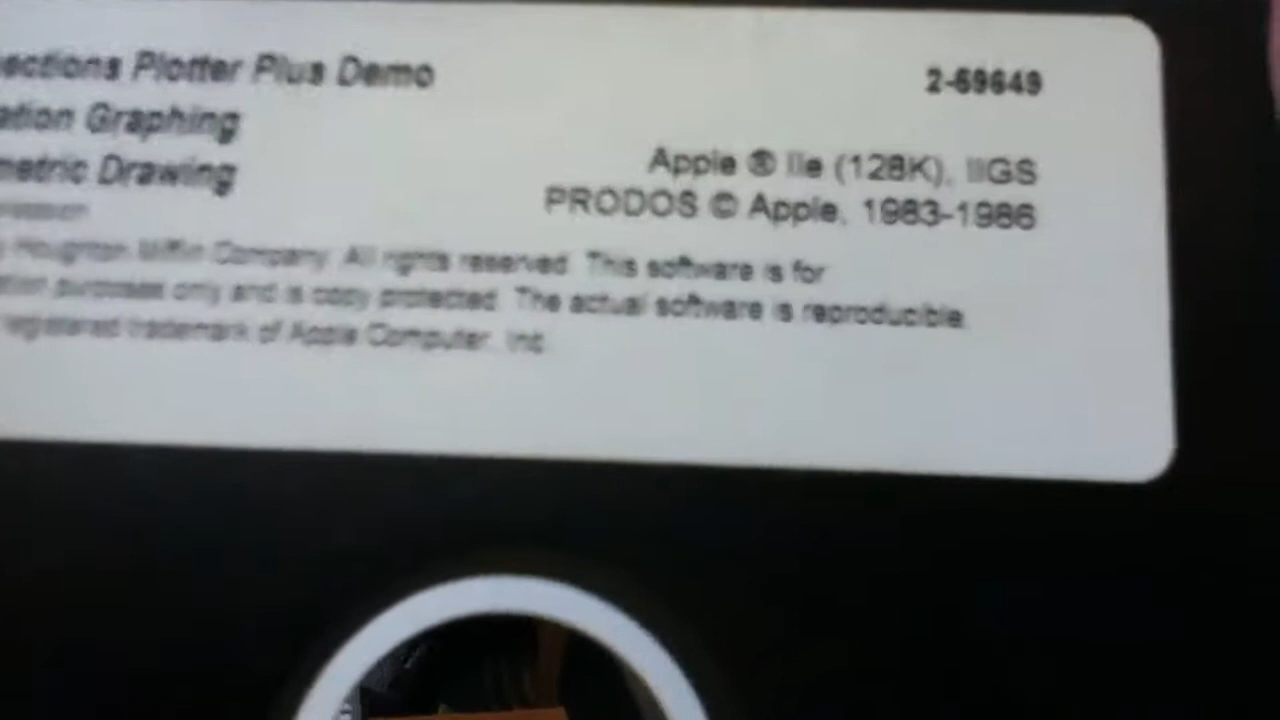 ections Plotter Plus Demo
2-69649
ation Graphing
metric Drawing
Apple ® IIe (128K), IIGS
PRODOS © Apple, 1983-1986
Houghton Mifflin Company. All rights reserved. This software is for
purposes only and is copy protected. The actual software is reproducible.
registered trademark of Apple Computer, Inc.